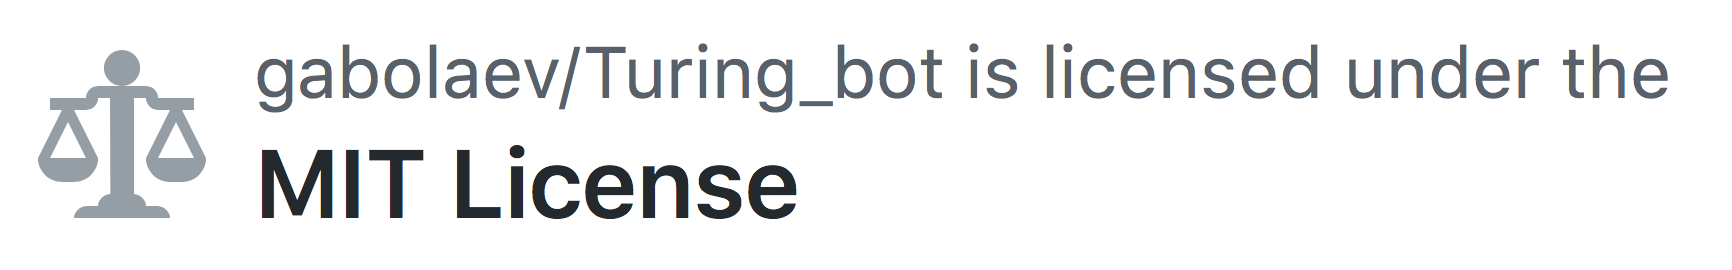 gabolaev/Turing_bot is licensed under the
MIT License